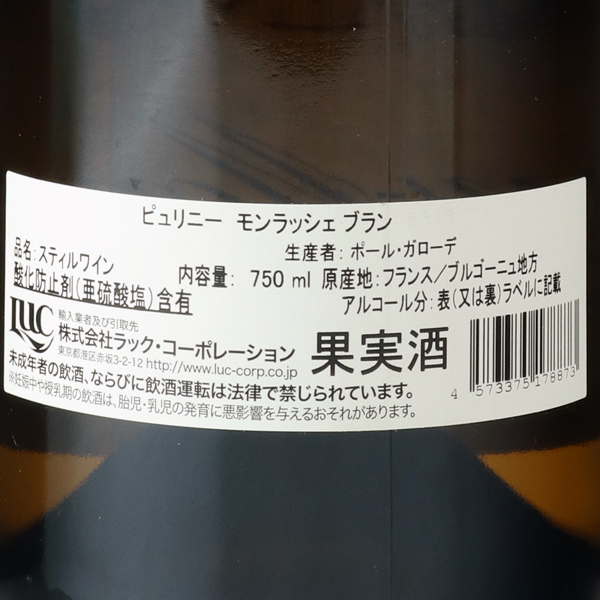 ピュリニー モンラッシェ ブラン
品名：スティルワイン 生産者：ポール・ガローデ
酸化防止剤（亜硫酸塩）含有 内容量： 750 ml 原産地：フランス／ブルゴーニュ地方
アルコール分：表（又は裏）ラベルに記載
LUC 輸入業者及び引取先
株式会社ラック・コーポレーション 果実酒
東京都港区赤坂3-2-12 http://www.luc-corp.co.jp
未成年者の飲酒、ならびに飲酒運転は法律で禁じられています。
※妊娠中や授乳期の飲酒は、胎児・乳児の発育に悪影響を与えるおそれがあります。
4 573375 178873